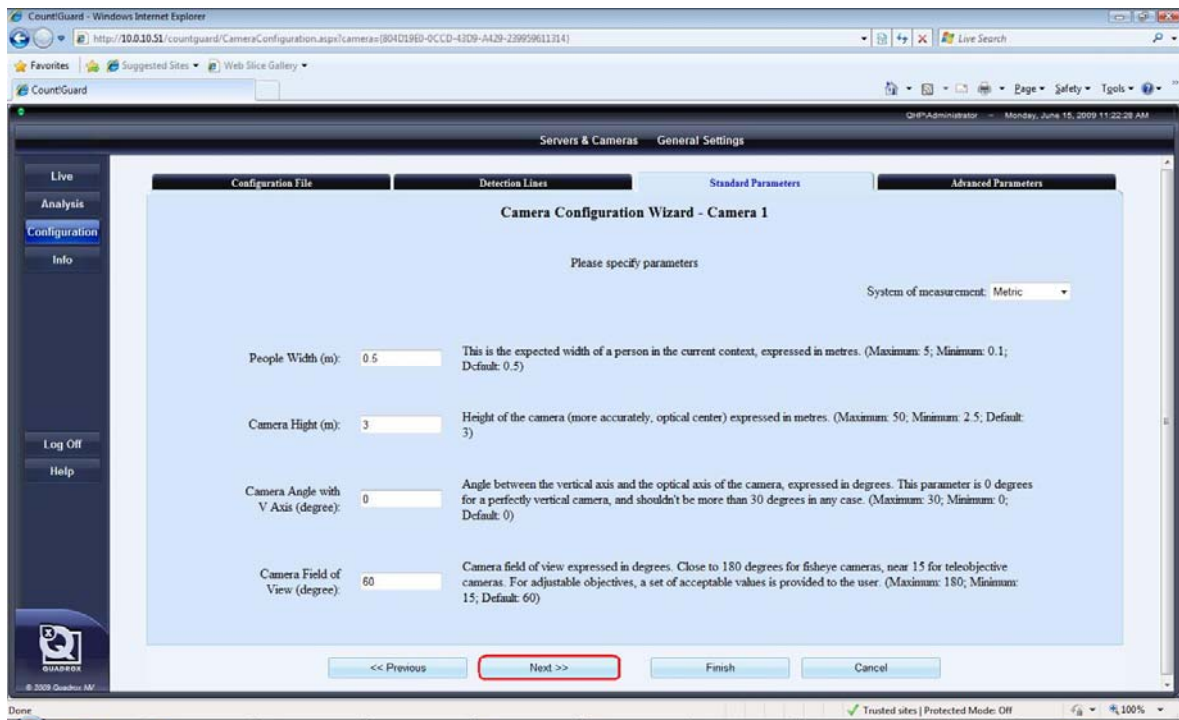 Count!Guard - Windows Internet Explorer
http://10.0.10.51/countguard/CameraConfiguration.aspx?camera={804D19E0-0CCD-43D9-A429-239959611314}
Live Search
Favorites
Suggested Sites
Web Slice Gallery
Count!Guard
Page
Safety
Tools
QHP\Administrator - Monday, June 15, 2009 11:22:28 AM
Servers & Cameras General Settings
Live
Analysis
Configuration
Info
Log Off
Help
Configuration File
Detection Lines
Standard Parameters
Advanced Parameters
Camera Configuration Wizard - Camera 1
Please specify parameters
System of measurement: Metric
People Width (m): 0.5
This is the expected width of a person in the current context, expressed in metres. (Maximum: 5; Minimum: 0.1;
Default: 0.5)
Camera Hight (m): 3
Height of the camera (more accurately, optical center) expressed in metres. (Maximum: 50; Minimum: 2.5; Default:
3)
Camera Angle with
V Axis (degree): 0
Angle between the vertical axis and the optical axis of the camera, expressed in degrees. This parameter is 0 degrees
for a perfectly vertical camera, and shouldn't be more than 30 degrees in any case. (Maximum: 30; Minimum: 0;
Default: 0)
Camera Field of
View (degree): 60
Camera field of view expressed in degrees. Close to 180 degrees for fisheye cameras, near 15 for teleobjective
cameras. For adjustable objectives, a set of acceptable values is provided to the user. (Maximum: 180; Minimum:
15; Default: 60)
<< Previous
Next >>
Finish
Cancel
QUADROX
© 2009 Quadrox NV
Done
Trusted sites | Protected Mode: Off
100%